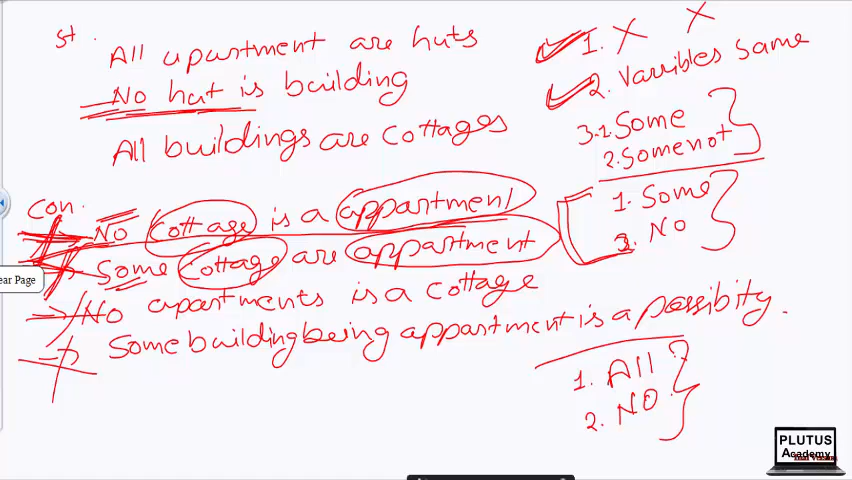 st.
All apartment are huts
No hut is building
All buildings are Cottages
Con.
No Cottage is a appartment
Some Cottage are appartment
No apartments is a cottage
Some building being appartment is a possibity.
1. X X
2. Varribles Same
3.1. Some
2. Some not
1. Some
2. No
1. All
2. NO
ear Page
PLUTUS
Academy